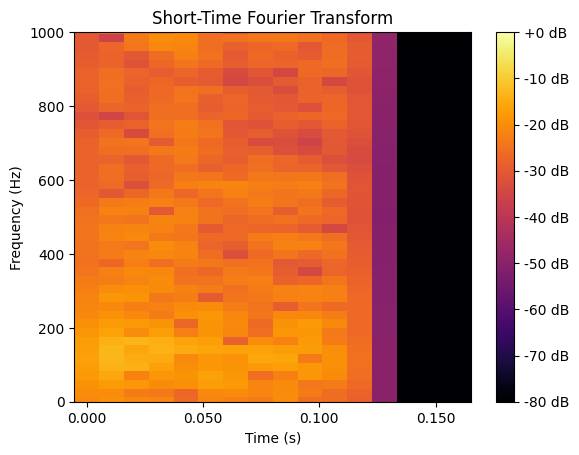 Short-Time Fourier Transform
1000
800
600
400
200
0
Frequency (Hz)
0.000
0.050
0.100
0.150
Time (s)
+0 dB
-10 dB
-20 dB
-30 dB
-40 dB
-50 dB
-60 dB
-70 dB
-80 dB